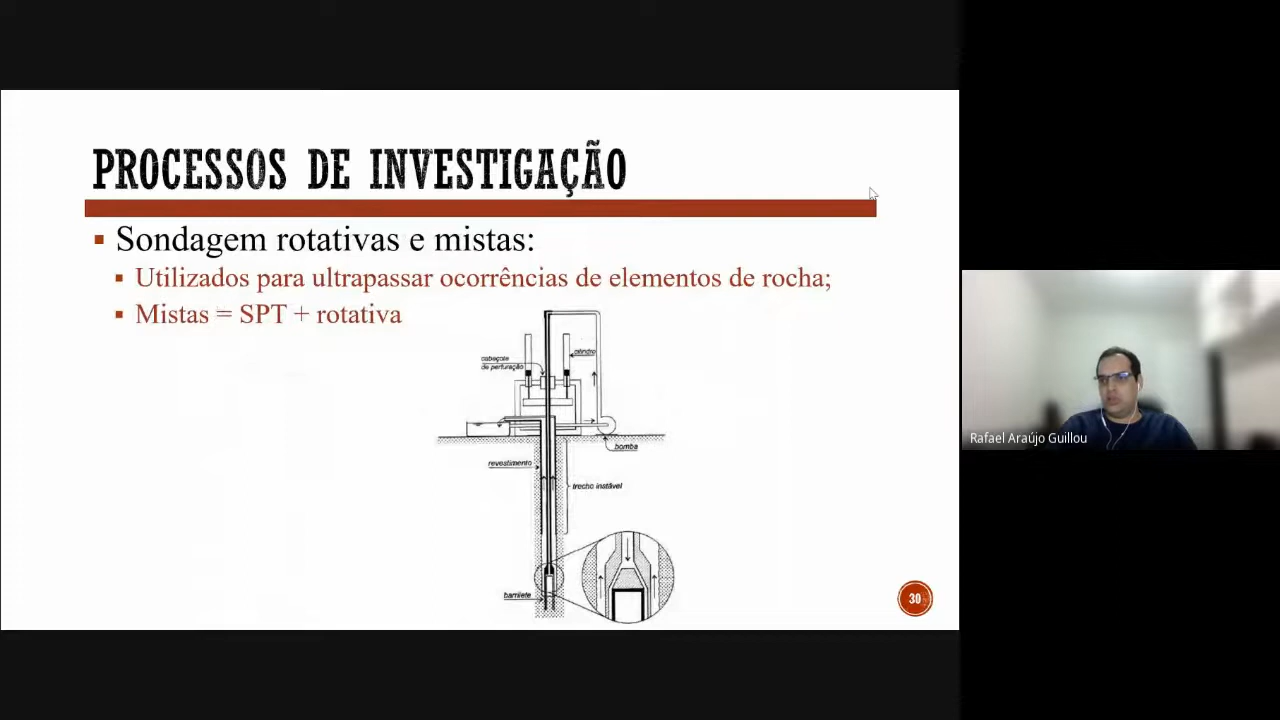 PROCESSOS DE INVESTIGAÇÃO
Sondagem rotativas e mistas:
Utilizados para ultrapassar ocorrências de elementos de rocha;
Mistas = SPT + rotativa
cabeçote
de perfuração
cilindro
bomba
revestimento
trecho instável
barrilete
30
Rafael Araújo Guillou